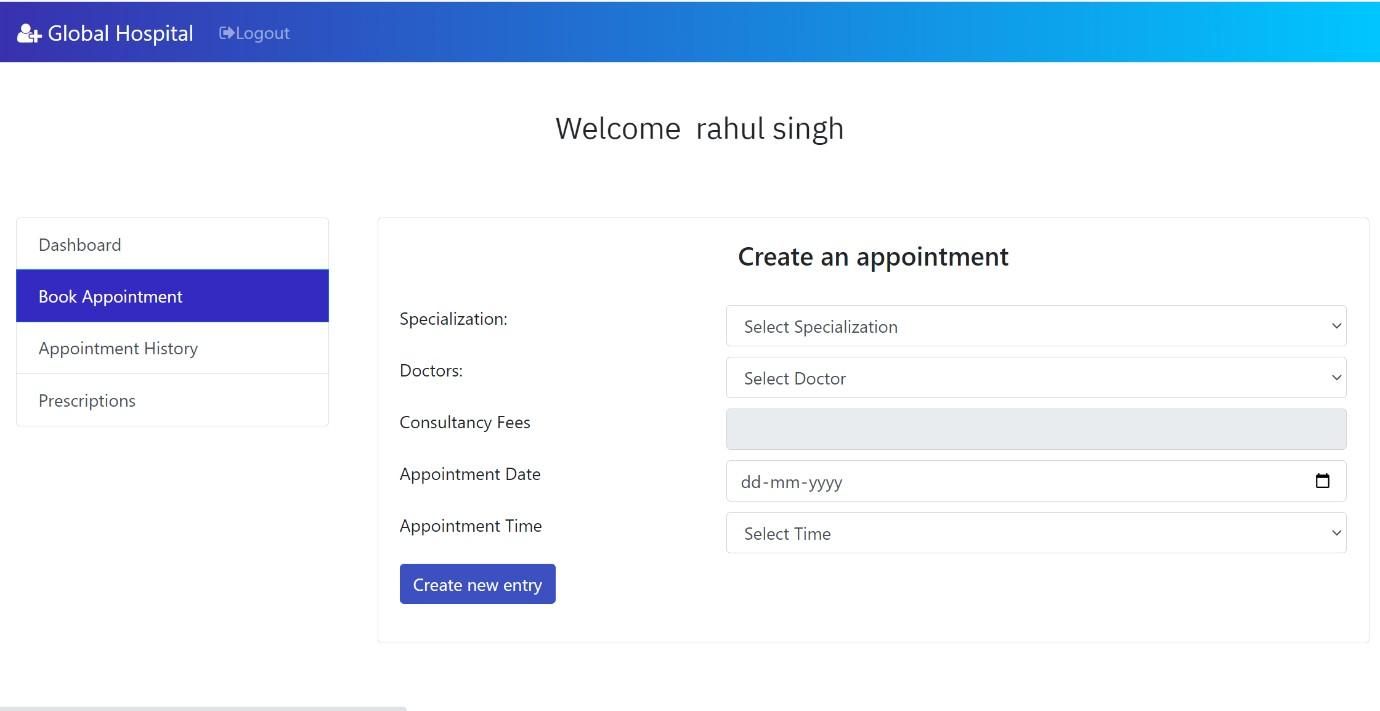 Global Hospital Logout
Welcome rahul singh
Dashboard
Book Appointment
Appointment History
Prescriptions
Create an appointment
Specialization: Select Specialization
Doctors: Select Doctor
Consultancy Fees
Appointment Date dd-mm-yyyy
Appointment Time Select Time
Create new entry